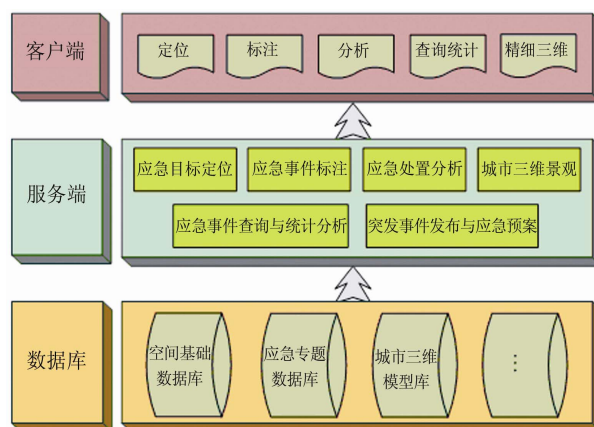 客户端
定位
标注
分析
查询统计
精细三维
服务端
应急目标定位
应急事件标注
应急处置分析
城市三维景观
应急事件查询与统计分析
突发事件发布与应急预案
数据库
空间基础
数据库
应急专题
数据库
城市三维
模型库
⋮